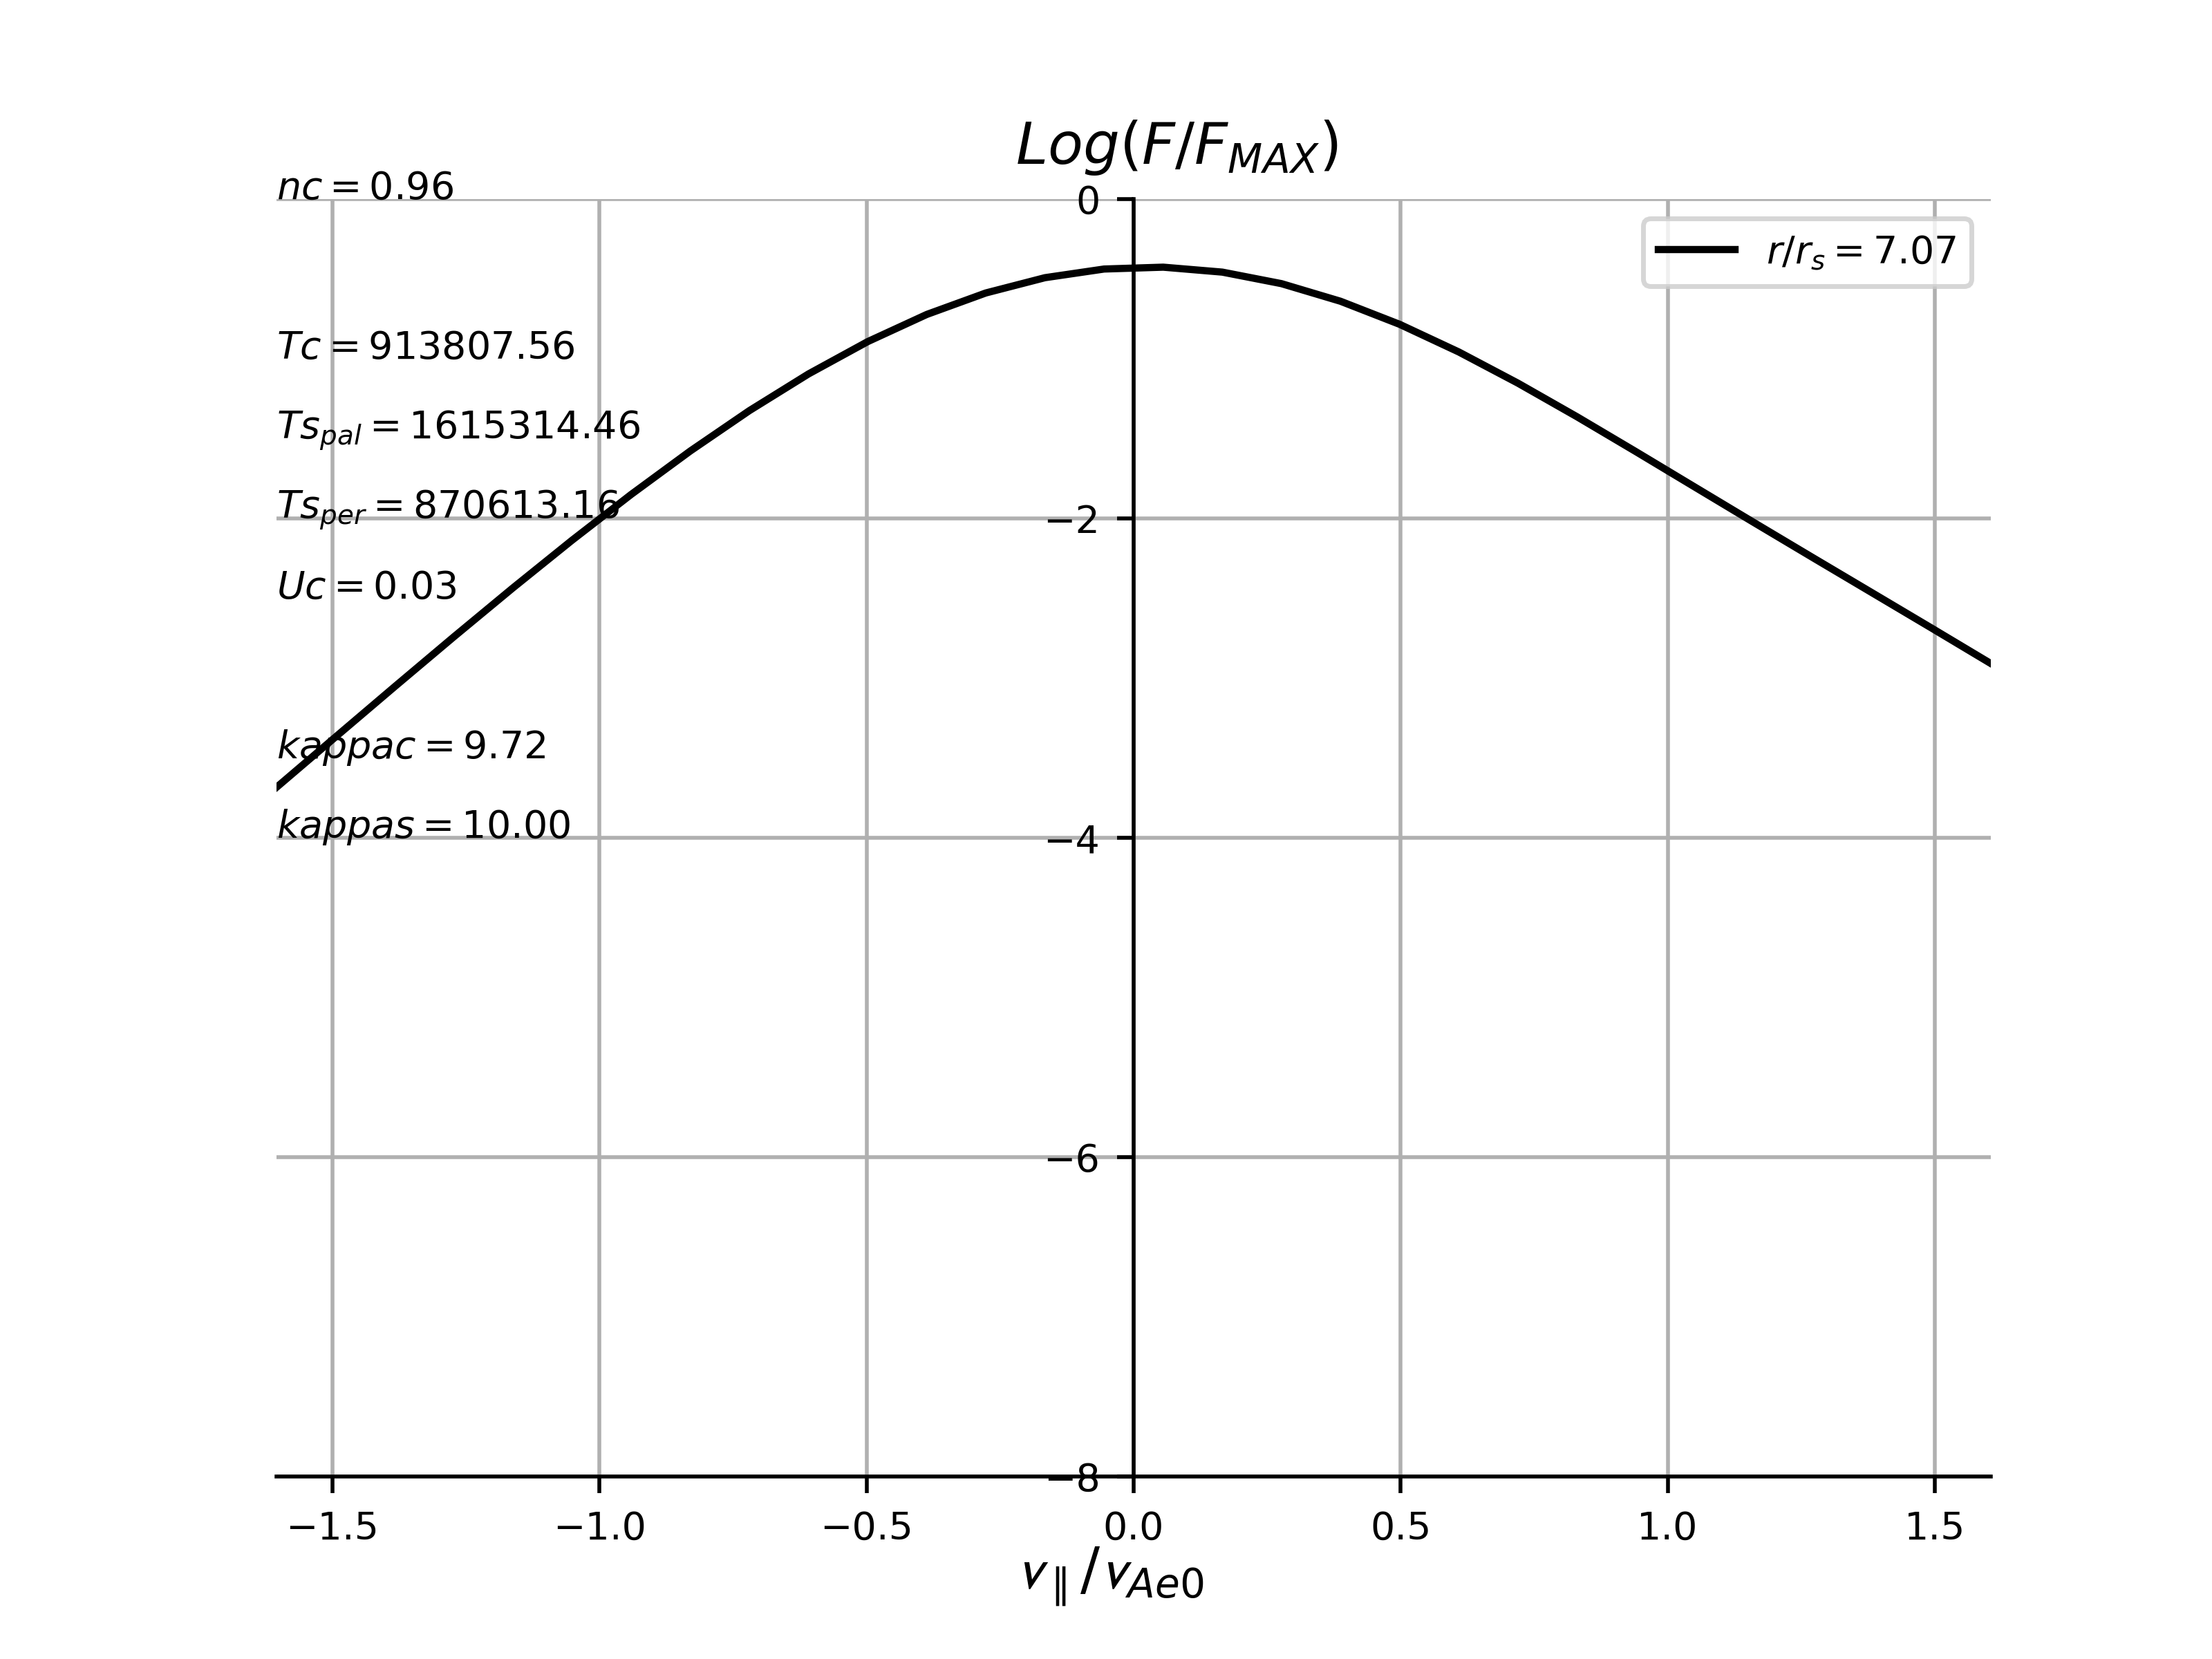 Log(F/F_MAX)
nc = 0.96
0
r/r_s = 7.07
Tc = 913807.56
Ts_pal = 1615314.46
Ts_per = 870613.16
−2
Uc = 0.03
kappac = 9.72
kappas = 10.00
−4
−6
−8
−1.5 −1.0 −0.5 0.0 0.5 1.0 1.5
v_∥/v_Ae0